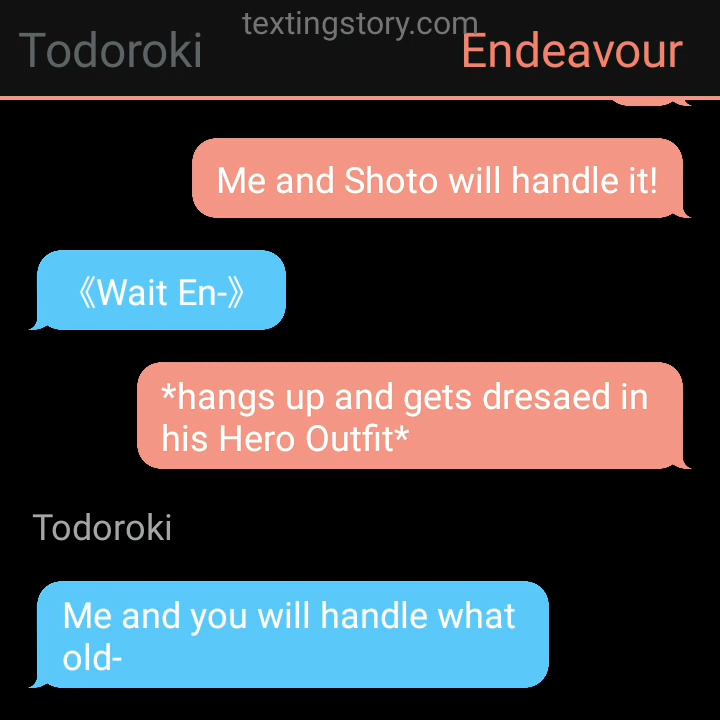 textingstory.com
Todoroki
Endeavour
Me and Shoto will handle it!
《Wait En-》
*hangs up and gets dresaed in
his Hero Outfit*
Todoroki
Me and you will handle what
old-